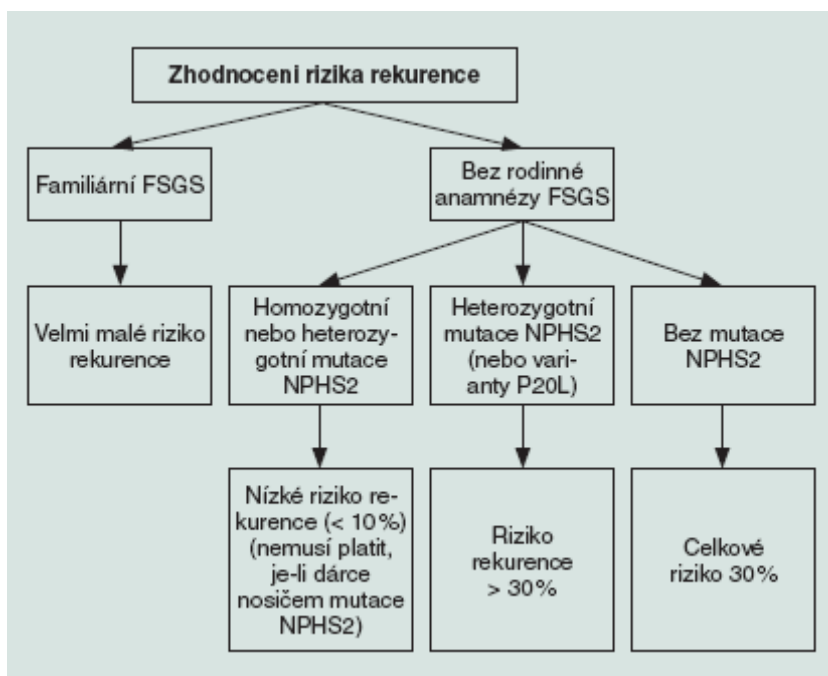 Zhodnoceni rizika rekurence
Familiární FSGS
Bez rodinné
anamnézy FSGS
Velmi malé riziko
rekurence
Homozygotní
nebo heterozy-
gotní mutace
NPHS2
Heterozygotní
mutace NPHS2
(nebo vari-
anty P20L)
Bez mutace
NPHS2
Nízké riziko re-
kurence (< 10%)
(nemusí platit,
je-li dárce
nosičem mutace
NPHS2)
Riziko
rekurence
> 30%
Celkové
riziko 30%